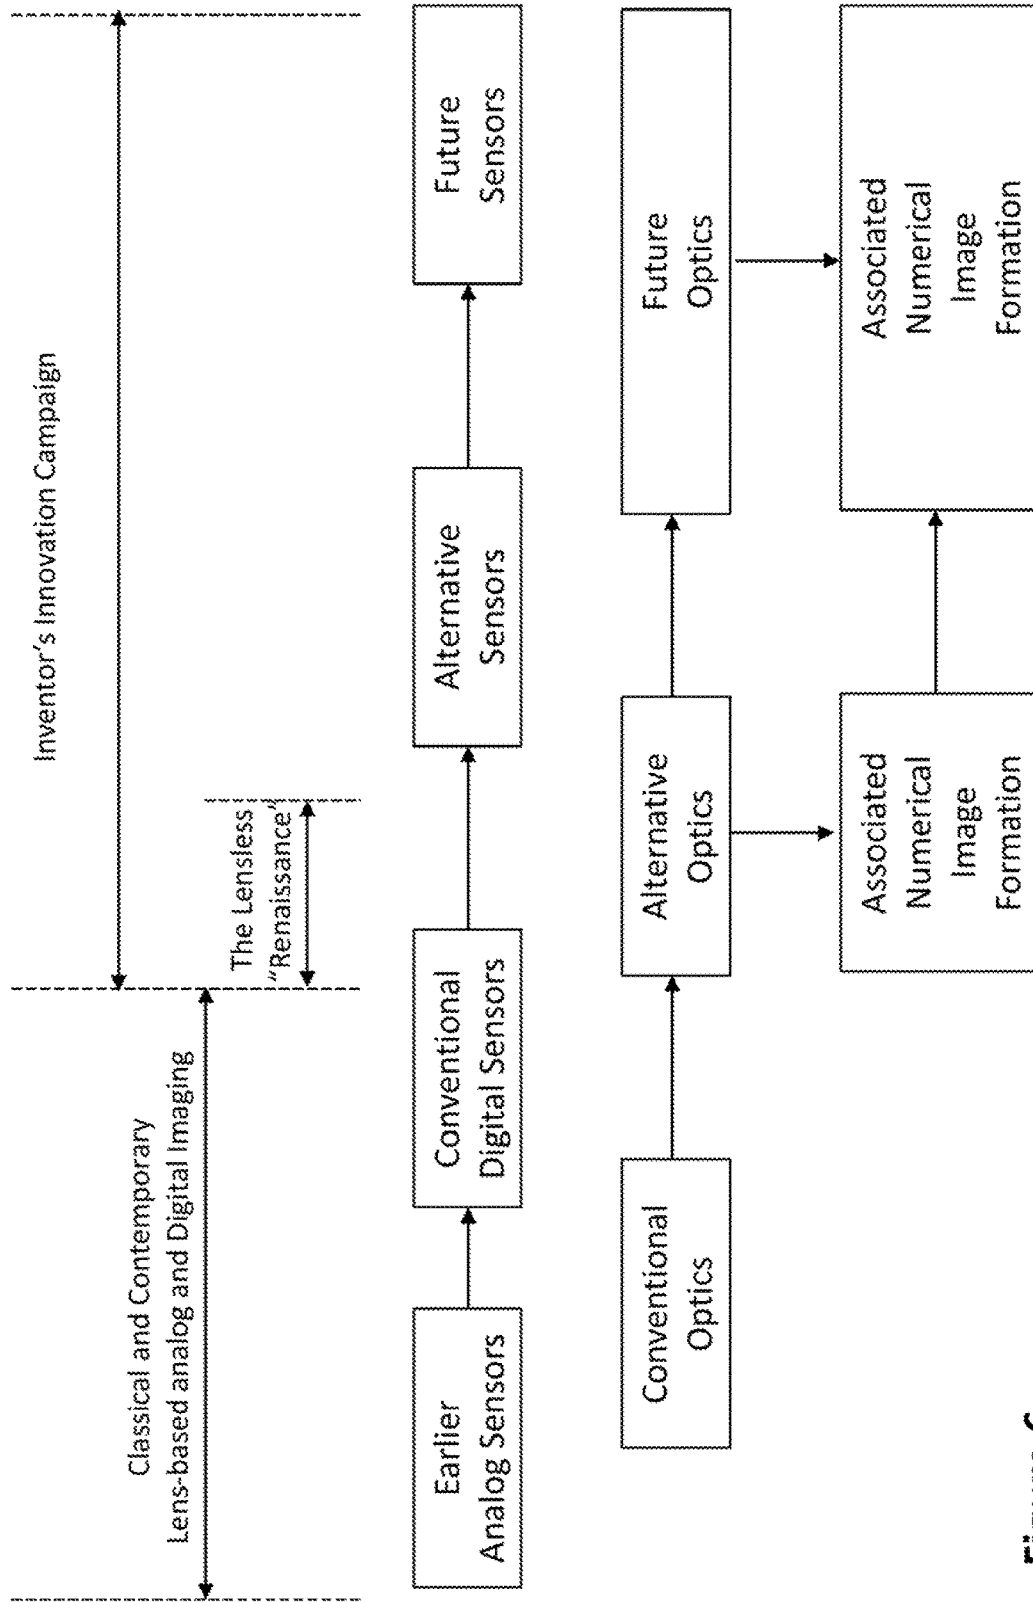 Inventor's Innovation Campaign
Classical and Contemporary
Lens-based analog and Digital Imaging
The Lensless
"Renaissance"
Earlier
Analog Sensors
Conventional
Digital Sensors
Alternative
Sensors
Future
Sensors
Conventional
Optics
Alternative
Optics
Future
Optics
Associated
Numerical
Image
Formation
Associated
Numerical
Image
Formation